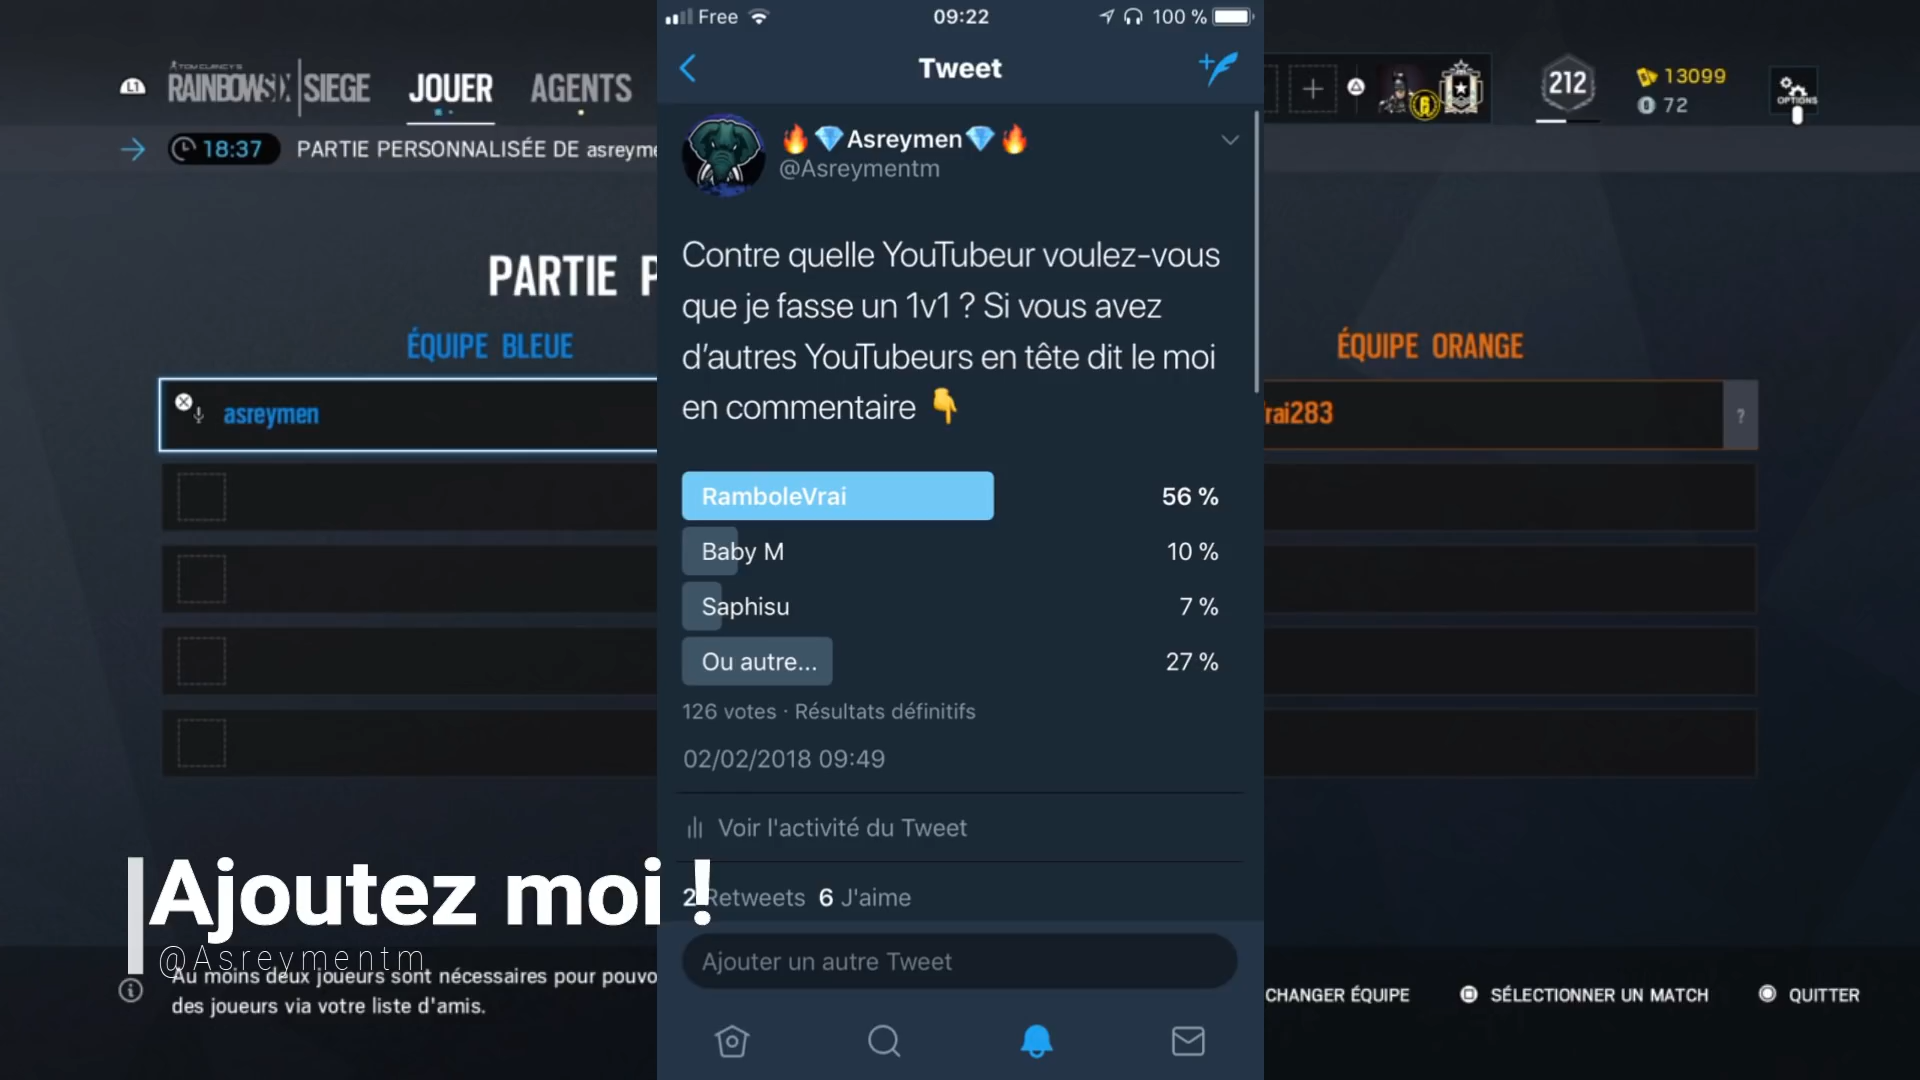 Free
09:22
100 %
Tweet
L1
TOM CLANCY'S
RAINBOWSIX | SIEGE
JOUER
AGENTS
212
13099
72
OPTIONS
18:37
PARTIE PERSONNALISÉE DE asreyme
🔥💎Asreymen💎🔥
@Asreymentm
PARTIE P
ÉQUIPE BLEUE
ÉQUIPE ORANGE
asreymen
rai283
?
Contre quelle YouTubeur voulez-vous
que je fasse un 1v1 ? Si vous avez
d'autres YouTubeurs en tête dit le moi
en commentaire 👇
RamboleVrai 56 %
Baby M 10 %
Saphisu 7 %
Ou autre... 27 %
126 votes · Résultats définitifs
02/02/2018 09:49
Voir l'activité du Tweet
2 Retweets 6 J'aime
Ajouter un autre Tweet
Ajoutez moi !
@Asreymentm
Au moins deux joueurs sont nécessaires pour pouvo
des joueurs via votre liste d'amis.
CHANGER ÉQUIPE
SÉLECTIONNER UN MATCH
QUITTER